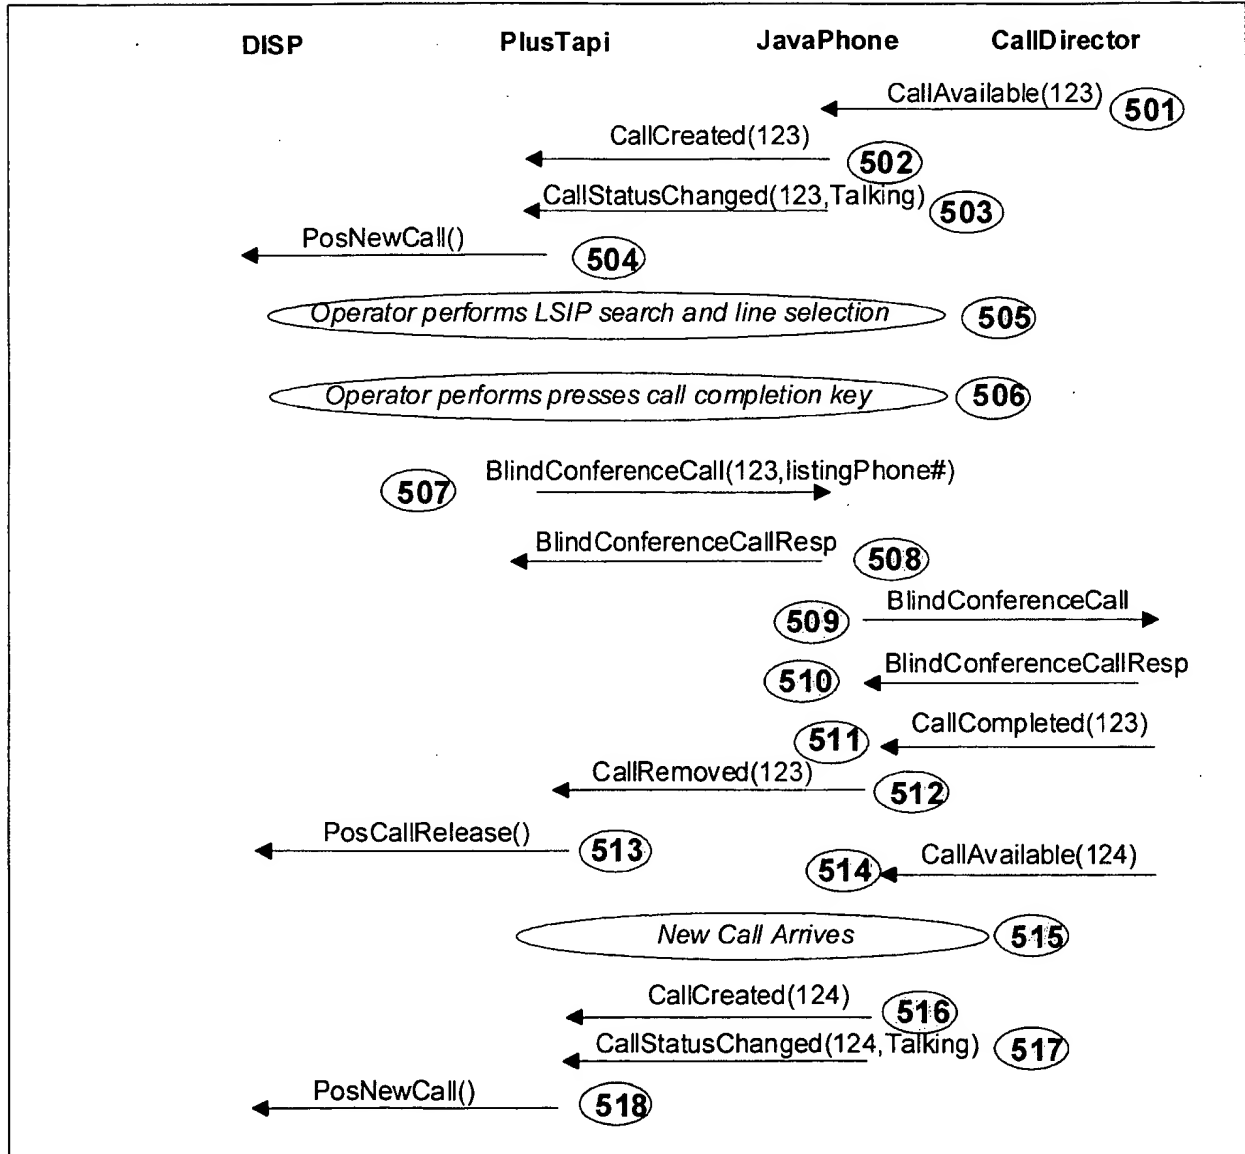 DISP PlusTapi JavaPhone CallDirector
CallAvailable(123) 501
CallCreated(123) 502
CallStatusChanged(123,Talking) 503
PosNewCall() 504
Operator performs LSIP search and line selection 505
Operator performs presses call completion key 506
507 BlindConferenceCall(123,listingPhone#)
BlindConferenceCallResp 508
509 BlindConferenceCall
510 BlindConferenceCallResp
511 CallCompleted(123)
CallRemoved(123) 512
PosCallRelease() 513 514 CallAvailable(124)
New Call Arrives 515
CallCreated(124) 516
CallStatusChanged(124,Talking) 517
PosNewCall() 518